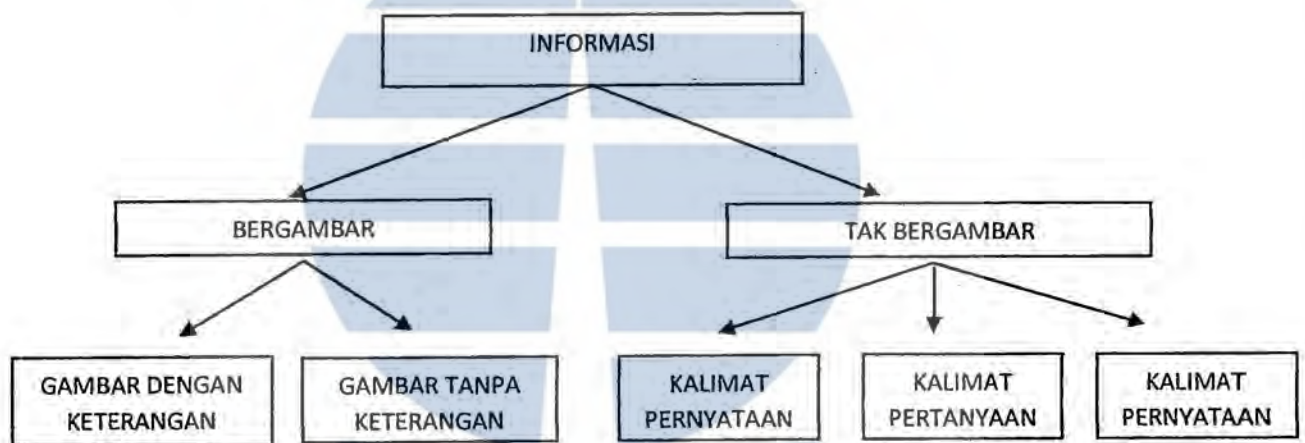 INFORMASI
BERGAMBAR
TAK BERGAMBAR
GAMBAR DENGAN
KETERANGAN
GAMBAR TANPA
KETERANGAN
KALIMAT
PERNYATAAN
KALIMAT
PERTANYAAN
KALIMAT
PERNYATAAN